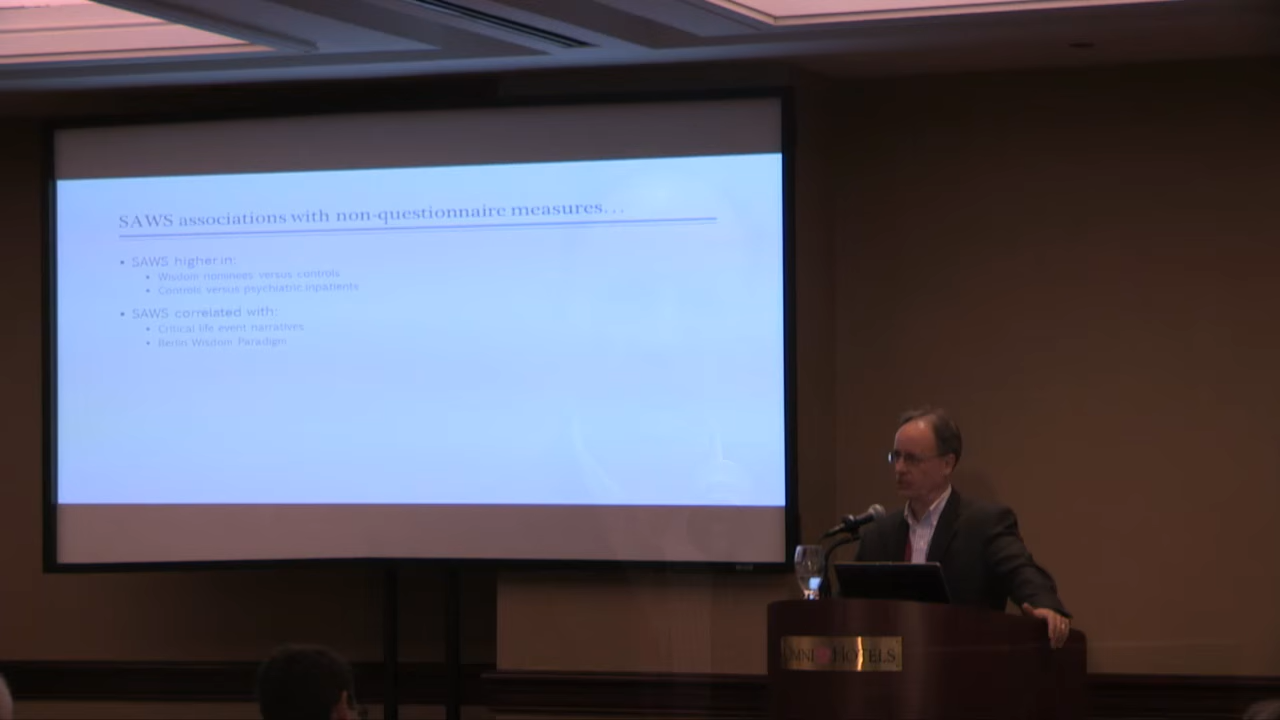 SAWS associations with non-questionnaire measures...
• SAWS higher in:
• Wisdom nominees versus controls
• Controls versus psychiatric inpatients
• SAWS correlated with:
• Critical life event narratives
• Berlin Wisdom Paradigm
OMNI HOTELS